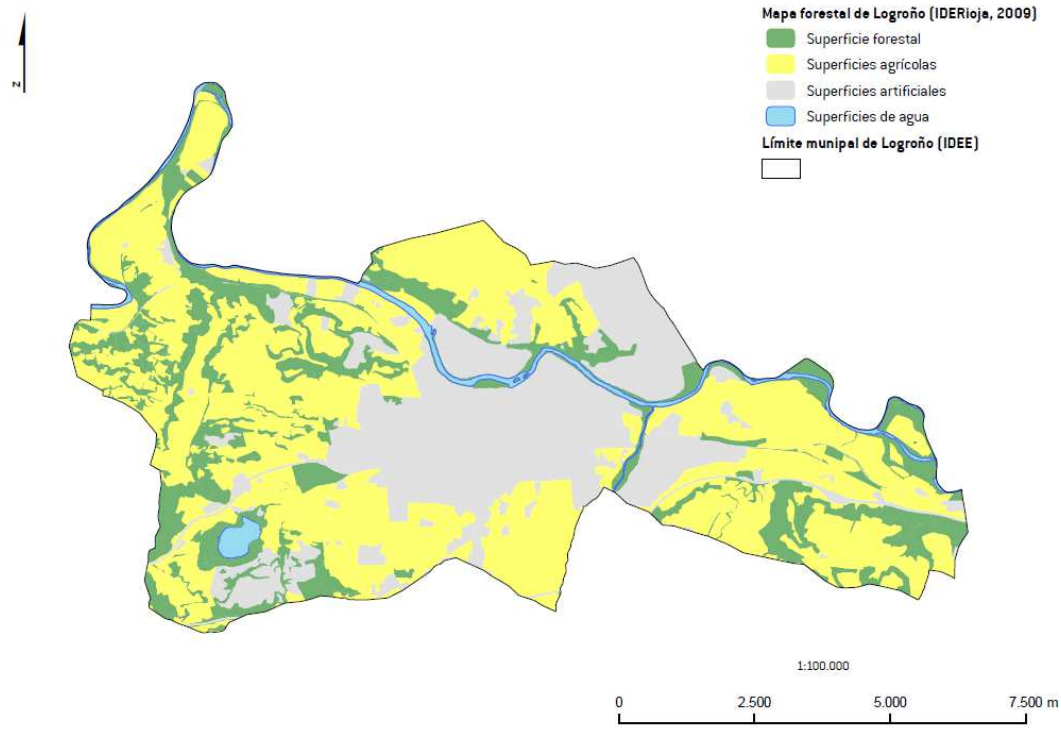 Mapa forestal de Logroño (IDERioja, 2009)
Superficie forestal
Superficies agrícolas
Superficies artificiales
Superficies de agua
Límite munipal de Logroño (IDEE)
N
1:100.000
0 2.500 5.000 7.500 m